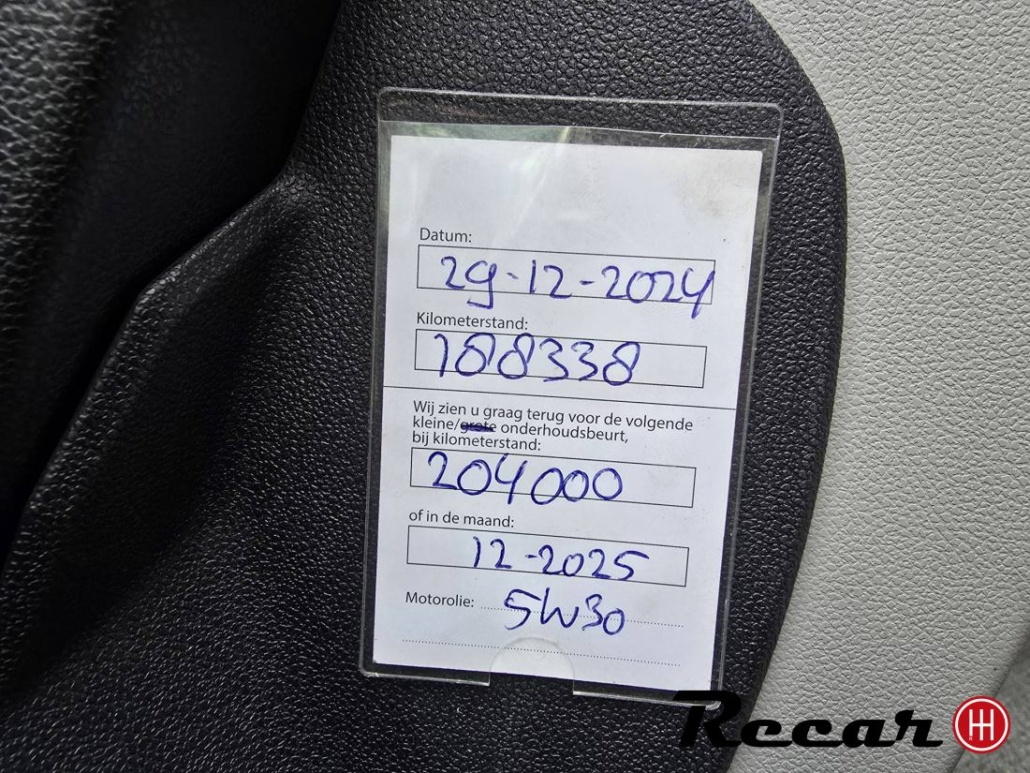 Datum:
29-12-2024
Kilometerstand:
188338
Wij zien u graag terug voor de volgende
kleine/grote onderhoudsbeurt,
bij kilometerstand:
204000
of in de maand:
12-2025
Motorolie: 5W30
Recar